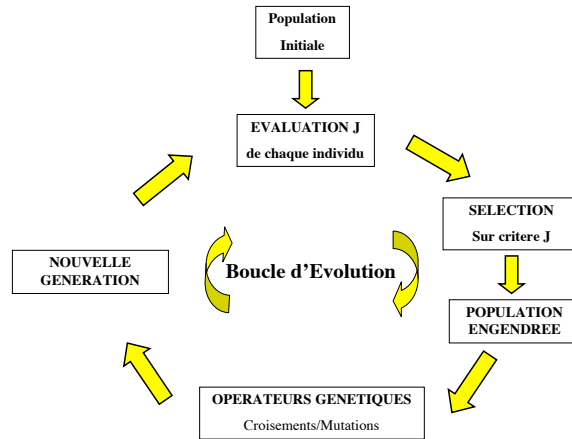 Population
Initiale
EVALUATION J
de chaque individu
SELECTION
Sur critere J
NOUVELLE
GENERATION
Boucle d'Evolution
POPULATION
ENGENDREE
OPERATEURS GENETIQUES
Croisements/Mutations